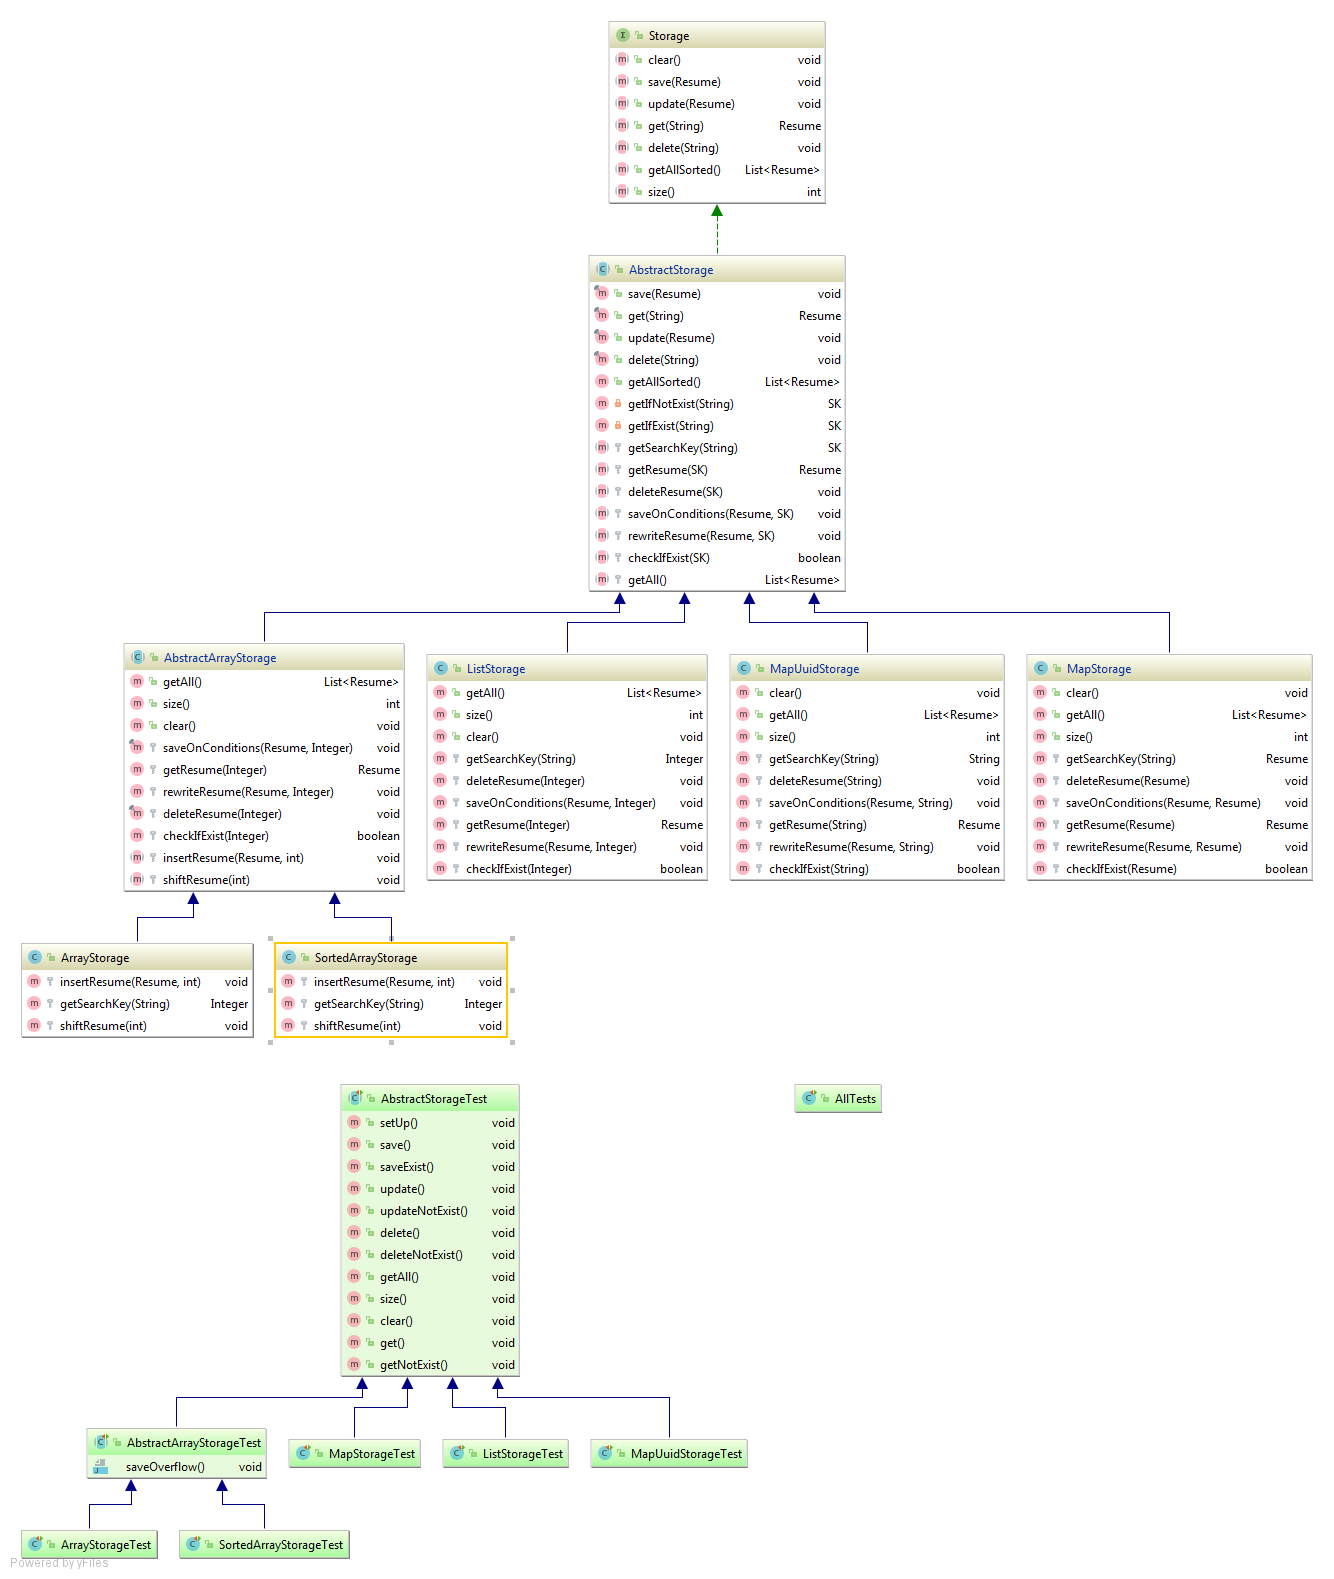 Storage
clear() void
save(Resume) void
update(Resume) void
get(String) Resume
delete(String) void
getAllSorted() List<Resume>
size() int
AbstractStorage
save(Resume) void
get(String) Resume
update(Resume) void
delete(String) void
getAllSorted() List<Resume>
getIfNotExist(String) SK
getIfExist(String) SK
getSearchKey(String) SK
getResume(SK) Resume
deleteResume(SK) void
saveOnConditions(Resume, SK) void
rewriteResume(Resume, SK) void
checkIfExist(SK) boolean
getAll() List<Resume>
AbstractArrayStorage
getAll() List<Resume>
size() int
clear() void
saveOnConditions(Resume, Integer) void
getResume(Integer) Resume
rewriteResume(Resume, Integer) void
deleteResume(Integer) void
checkIfExist(Integer) boolean
insertResume(Resume, int) void
shiftResume(int) void
ListStorage
getAll() List<Resume>
size() int
clear() void
getSearchKey(String) Integer
deleteResume(Integer) void
saveOnConditions(Resume, Integer) void
getResume(Integer) Resume
rewriteResume(Resume, Integer) void
checkIfExist(Integer) boolean
MapUuidStorage
clear() void
getAll() List<Resume>
size() int
getSearchKey(String) String
deleteResume(String) void
saveOnConditions(Resume, String) void
getResume(String) Resume
rewriteResume(Resume, String) void
checkIfExist(String) boolean
MapStorage
clear() void
getAll() List<Resume>
size() int
getSearchKey(String) Resume
deleteResume(Resume) void
saveOnConditions(Resume, Resume) void
getResume(Resume) Resume
rewriteResume(Resume, Resume) void
checkIfExist(Resume) boolean
ArrayStorage
insertResume(Resume, int) void
getSearchKey(String) Integer
shiftResume(int) void
SortedArrayStorage
insertResume(Resume, int) void
getSearchKey(String) Integer
shiftResume(int) void
AbstractStorageTest
setUp() void
save() void
saveExist() void
update() void
updateNotExist() void
delete() void
deleteNotExist() void
getAll() void
size() void
clear() void
get() void
getNotExist() void
AllTests
AbstractArrayStorageTest
saveOverflow() void
MapStorageTest
ListStorageTest
MapUuidStorageTest
ArrayStorageTest
SortedArrayStorageTest
Powered by yFiles